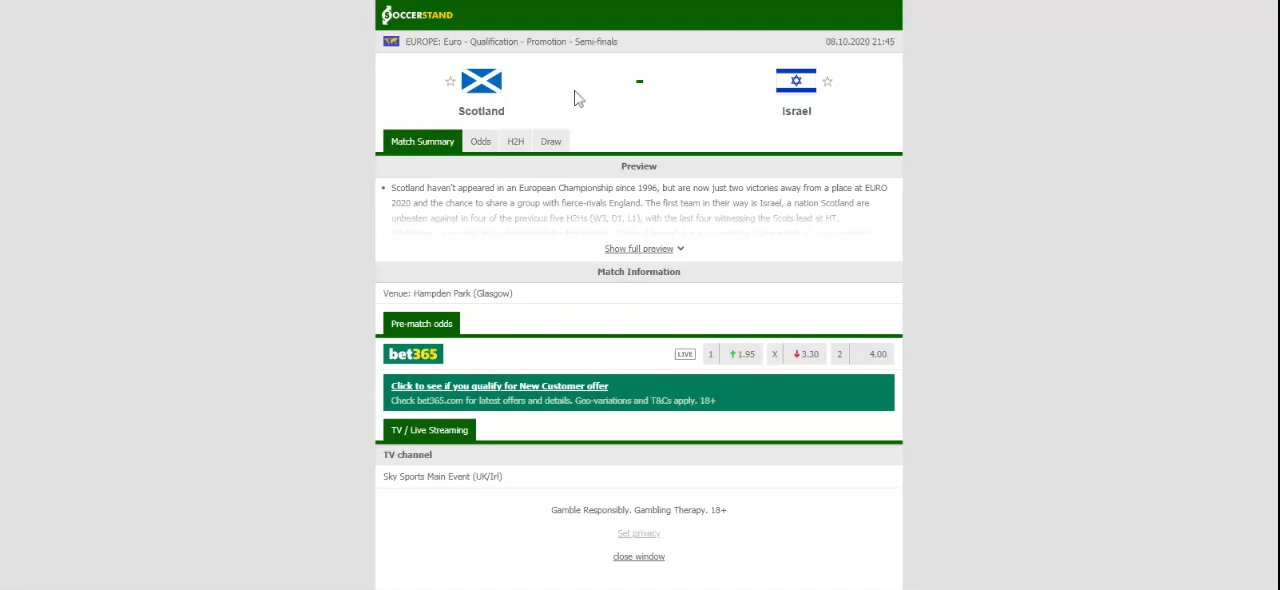 SOCCERSTAND
EUROPE: Euro - Qualification - Promotion - Semi-finals 08.10.2020 21:45
-
Scotland Israel
Match Summary Odds H2H Draw
Preview
• Scotland haven't appeared in an European Championship since 1996, but are now just two victories away from a place at EURO
2020 and the chance to share a group with fierce-rivals England. The first team in their way is Israel, a nation Scotland are
unbeaten against in four of the previous five H2Hs (W3, D1, L1), with the last four witnessing the Scots lead at HT.
Show full preview
Match Information
Venue: Hampden Park (Glasgow)
Pre-match odds
bet365 LIVE 1 1.95 X 3.30 2 4.00
Click to see if you qualify for New Customer offer
Check bet365.com for latest offers and details. Geo-variations and T&Cs apply. 18+
TV / Live Streaming
TV channel
Sky Sports Main Event (UK/Irl)
Gamble Responsibly. Gambling Therapy. 18+
Set privacy
close window